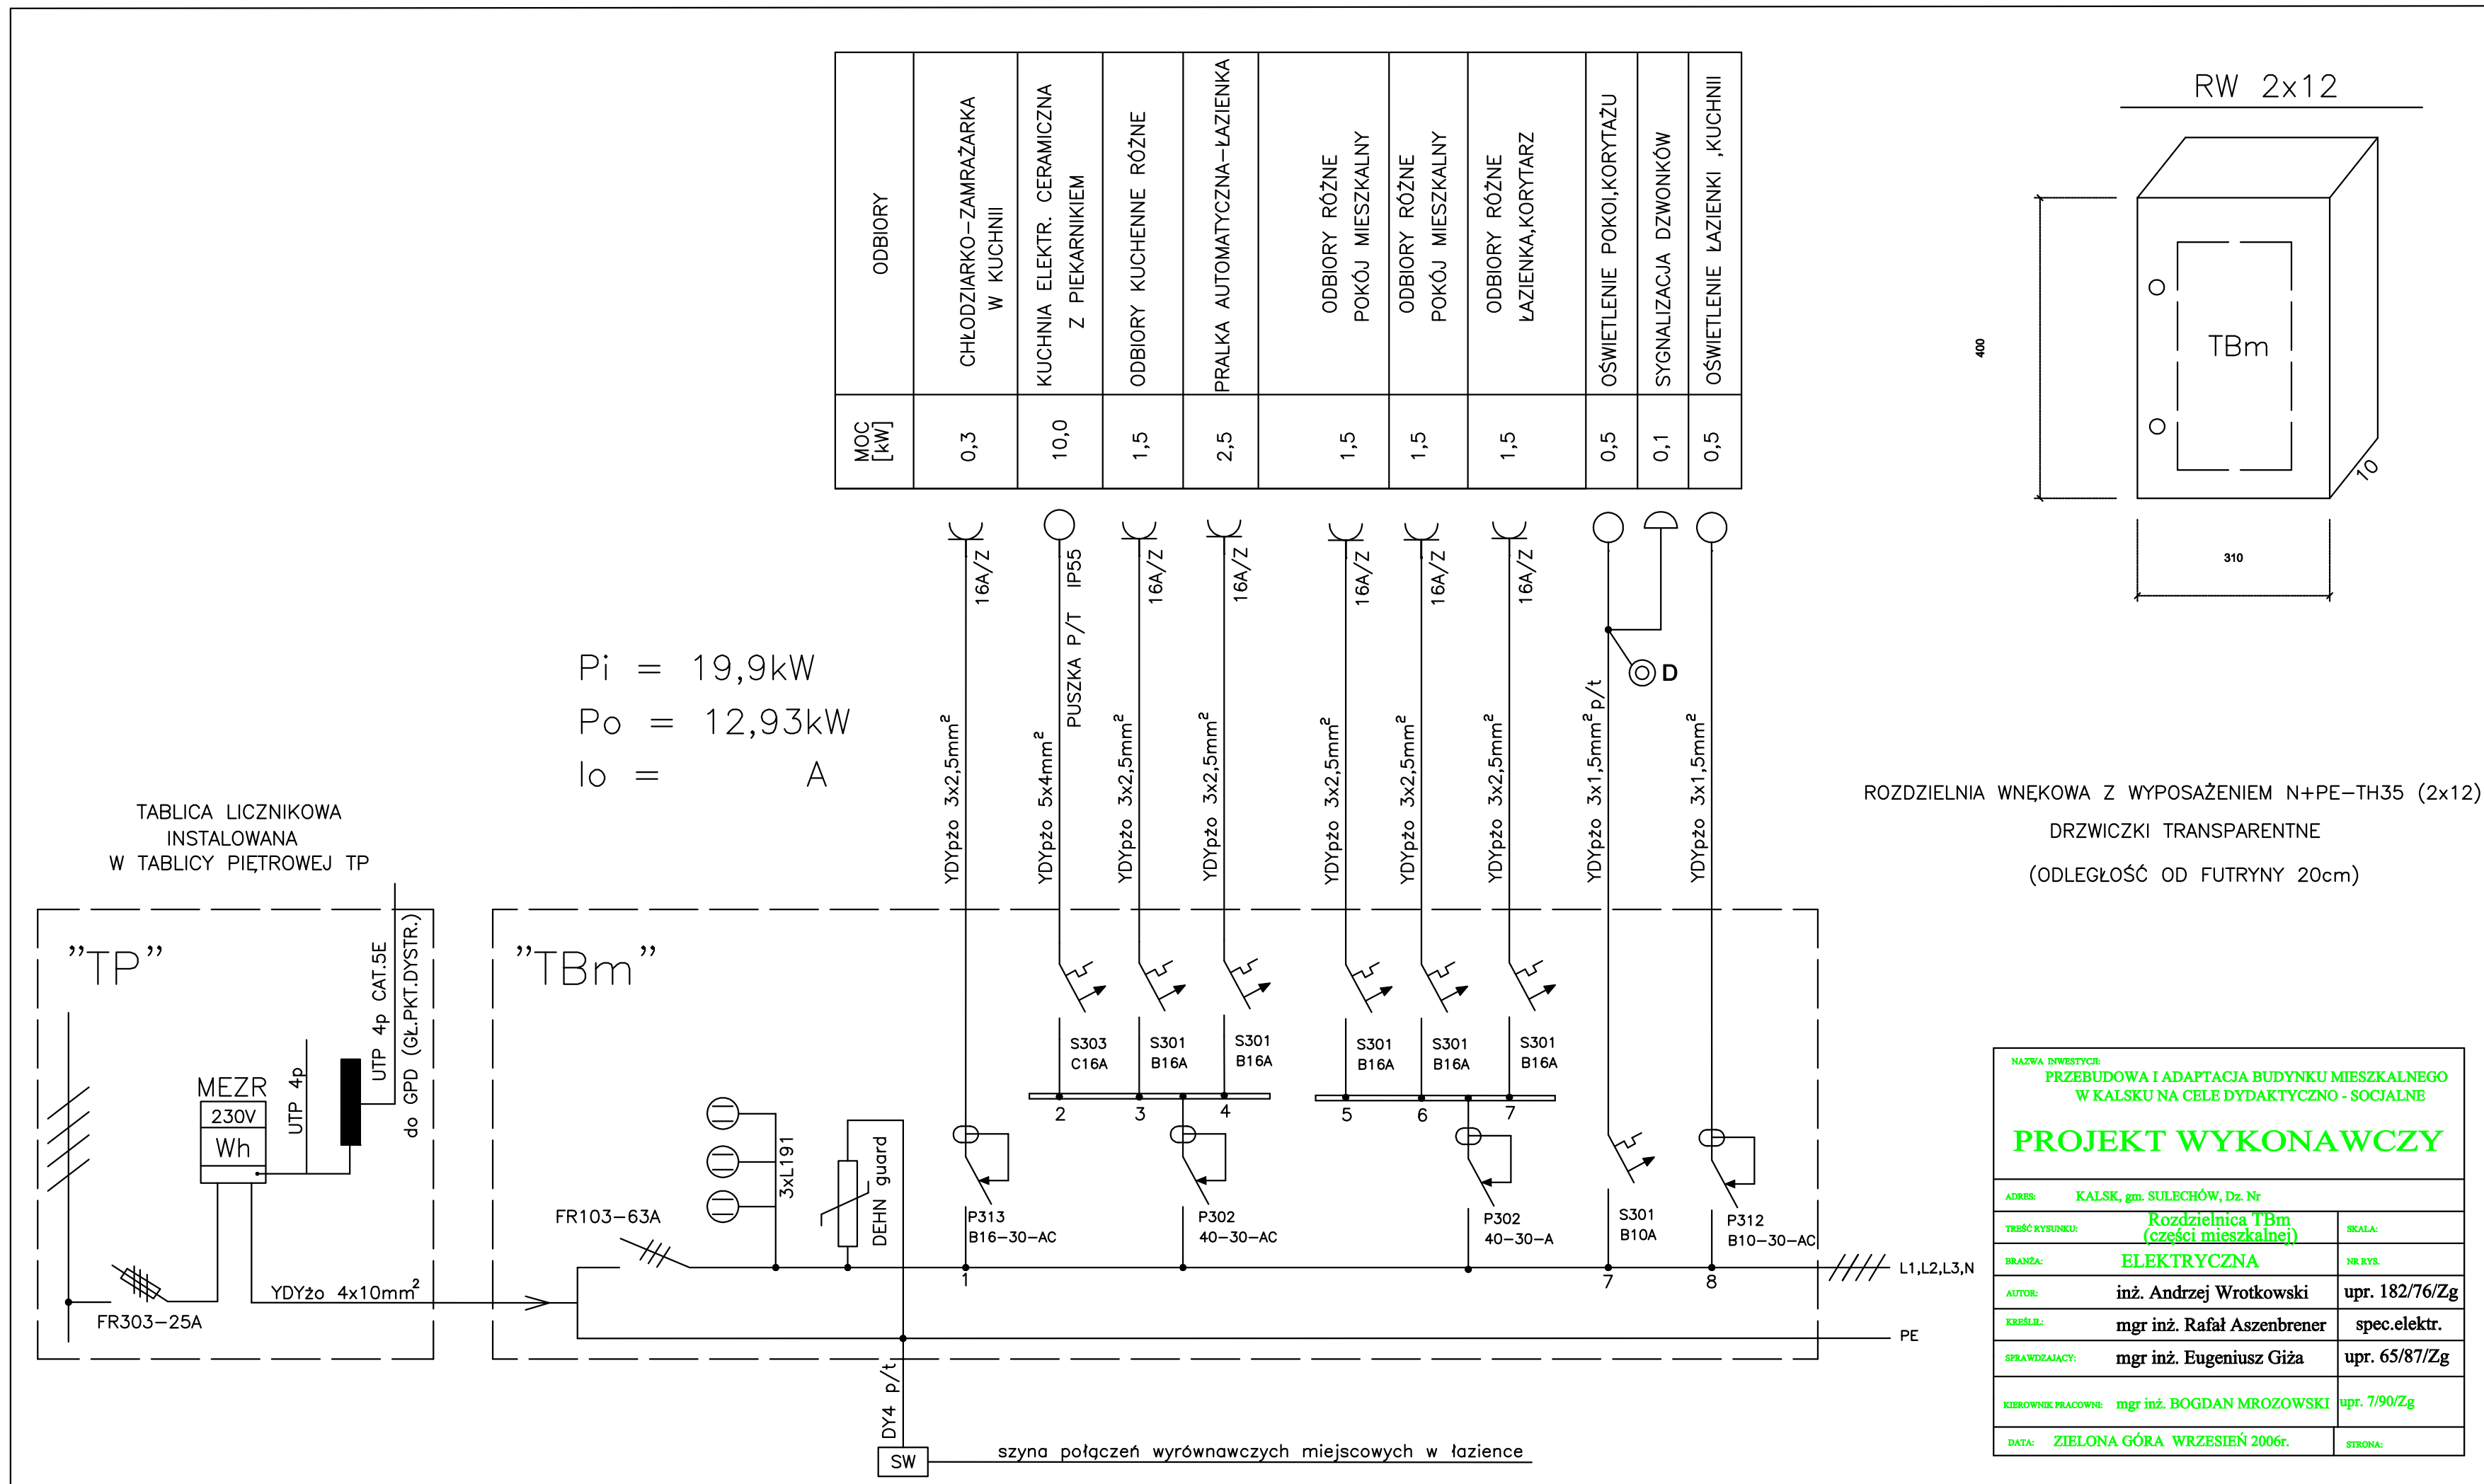 ODBIORY
CHŁODZIARKO-ZAMRAŻARKA
W KUCHNII
KUCHNIA ELEKTR. CERAMICZNA
Z PIEKARNIKIEM
ODBIORY KUCHENNE RÓŻNE
PRALKA AUTOMATYCZNA-ŁAZIENKA
ODBIORY RÓŻNE
POKÓJ MIESZKALNY
ODBIORY RÓŻNE
POKÓJ MIESZKALNY
ODBIORY RÓŻNE
ŁAZIENKA,KORYTARZ
OŚWIETLENIE POKOI,KORYTAŻU
SYGNALIZACJA DZWONKÓW
OŚWIETLENIE ŁAZIENKI ,KUCHNII
MOC
[kW]
0,3
10,0
1,5
2,5
1,5
1,5
1,5
0,5
0,1
0,5
RW 2x12
400
TBm
10
310
16A/Z
PUSZKA P/T IP55
16A/Z
16A/Z
16A/Z
16A/Z
16A/Z
D
Pi = 19,9kW
Po = 12,93kW
Io = A
YDYpżo 3x2,5mm²
YDYpżo 5x4mm²
YDYpżo 3x2,5mm²
YDYpżo 3x2,5mm²
YDYpżo 3x2,5mm²
YDYpżo 3x2,5mm²
YDYpżo 3x2,5mm²
YDYpżo 3x1,5mm² p/t
YDYpżo 3x1,5mm²
ROZDZIELNIA WNĘKOWA Z WYPOSAŻENIEM N+PE-TH35 (2x12)
DRZWICZKI TRANSPARENTNE
(ODLEGŁOŚĆ OD FUTRYNY 20cm)
TABLICA LICZNIKOWA
INSTALOWANA
W TABLICY PIĘTROWEJ TP
"TP"
UTP 4p CAT.5E
do GPD (GŁ.PKT.DYSTR.)
UTP 4p
MEZR
230V
Wh
FR303-25A
YDYżo 4x10mm²
"TBm"
S303
C16A
S301
B16A
S301
B16A
S301
B16A
S301
B16A
S301
B16A
2
3
4
5
6
7
3xL191
DEHN guard
FR103-63A
P313
B16-30-AC
P302
40-30-AC
P302
40-30-A
S301
B10A
P312
B10-30-AC
1
7
8
L1,L2,L3,N
PE
DY4 p/t
SW
szyna połączeń wyrównawczych miejscowych w łazience
NAZWA INWESTYCJI:
PRZEBUDOWA I ADAPTACJA BUDYNKU MIESZKALNEGO
W KALSKU NA CELE DYDAKTYCZNO - SOCJALNE
PROJEKT WYKONAWCZY
ADRES: KALSK, gm. SULECHÓW, Dz. Nr
TREŚĆ RYSUNKU: Rozdzielnica TBm
(części mieszkalnej)
SKALA:
BRANŻA: ELEKTRYCZNA NR RYS.
AUTOR: inż. Andrzej Wrotkowski upr. 182/76/Zg
KREŚLIŁ: mgr inż. Rafał Aszenbrener spec.elektr.
SPRAWDZAJĄCY: mgr inż. Eugeniusz Giża upr. 65/87/Zg
KIEROWNIK PRACOWNI: mgr inż. BOGDAN MROZOWSKI upr. 7/90/Zg
DATA: ZIELONA GÓRA WRZESIEŃ 2006r. STRONA: